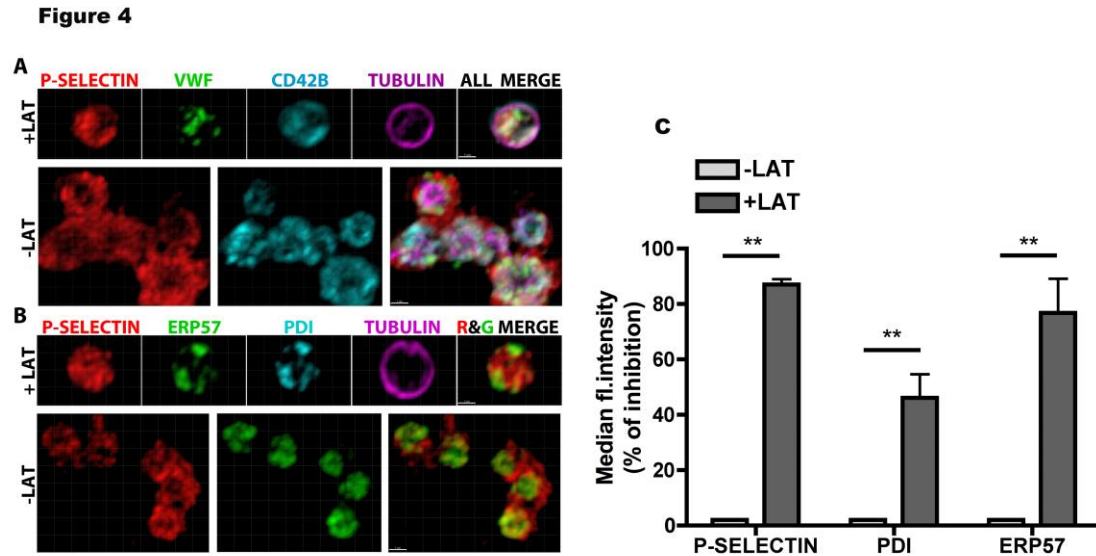 Figure 4
A
P-SELECTIN VWF CD42B TUBULIN ALL MERGE
+LAT
-LAT
B
P-SELECTIN ERP57 PDI TUBULIN R&G MERGE
+ LAT
-LAT
C
-LAT
+LAT
Median fl.intensity
(% of inhibition)
100
80
60
40
20
0
**
**
**
P-SELECTIN PDI ERP57